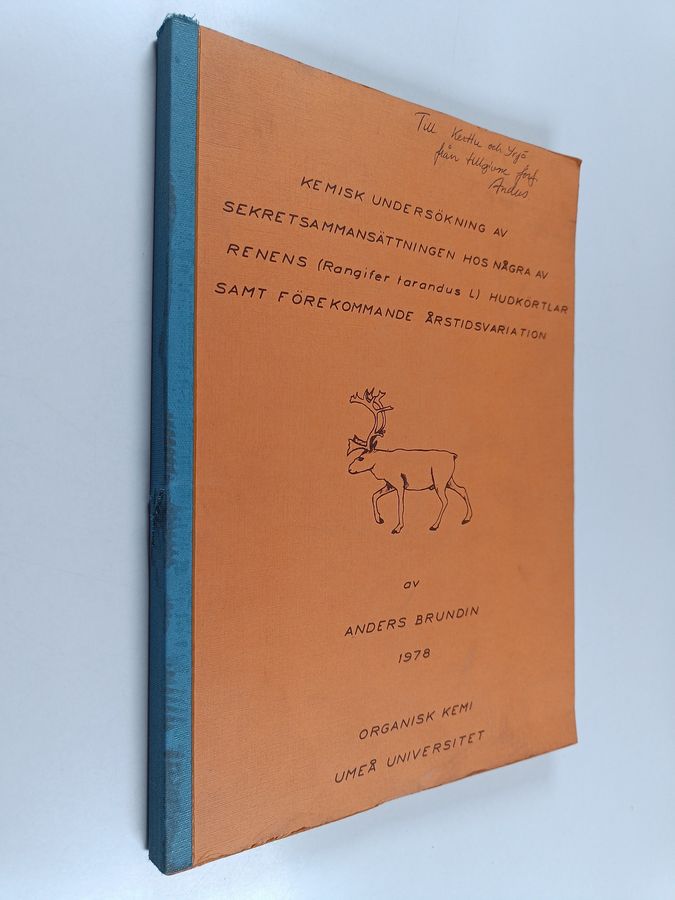 Till Kerttu och Yrjö
från tillgivne förf.
Anders
KEMISK UNDERSÖKNING AV
SEKRETSAMMANSÄTTNINGEN HOS NÅGRA AV
RENENS (Rangifer tarandus L) HUDKÖRTLAR
SAMT FÖREKOMMANDE ÅRSTIDSVARIATION
av
ANDERS BRUNDIN
1978
ORGANISK KEMI
UMEÅ UNIVERSITET